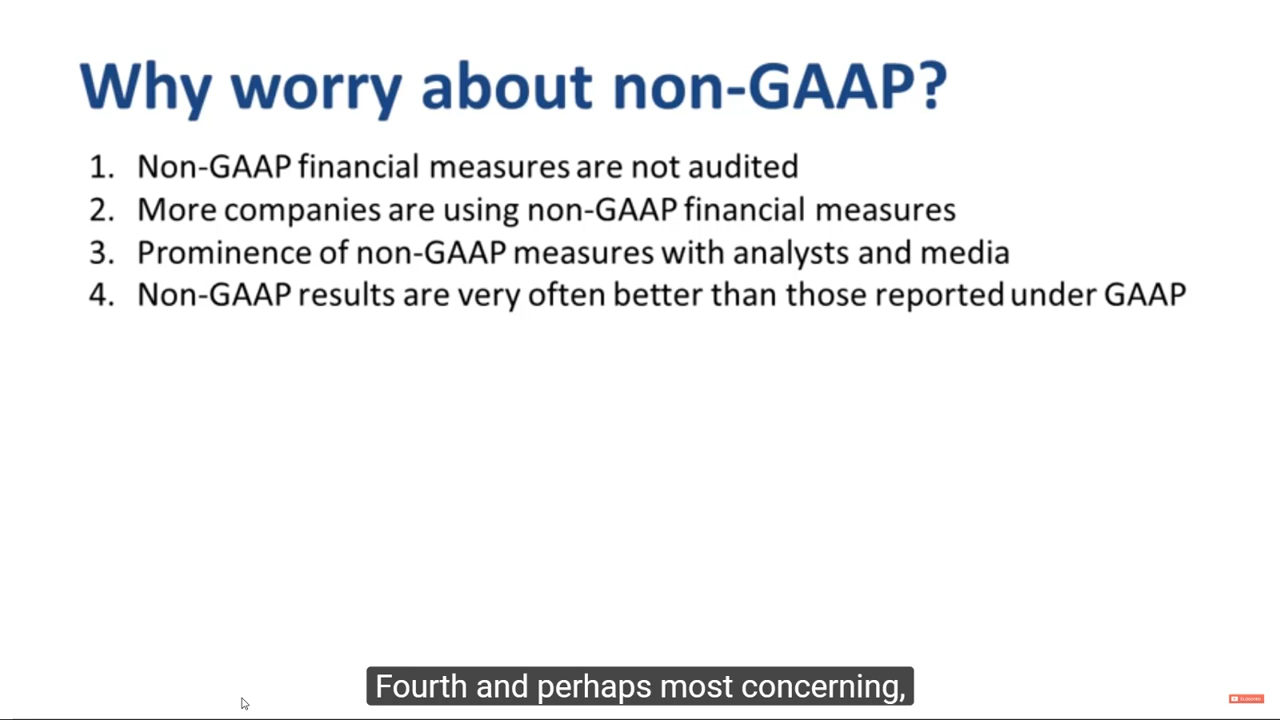 Why worry about non-GAAP?
1. Non-GAAP financial measures are not audited
2. More companies are using non-GAAP financial measures
3. Prominence of non-GAAP measures with analysts and media
4. Non-GAAP results are very often better than those reported under GAAP
Fourth and perhaps most concerning,